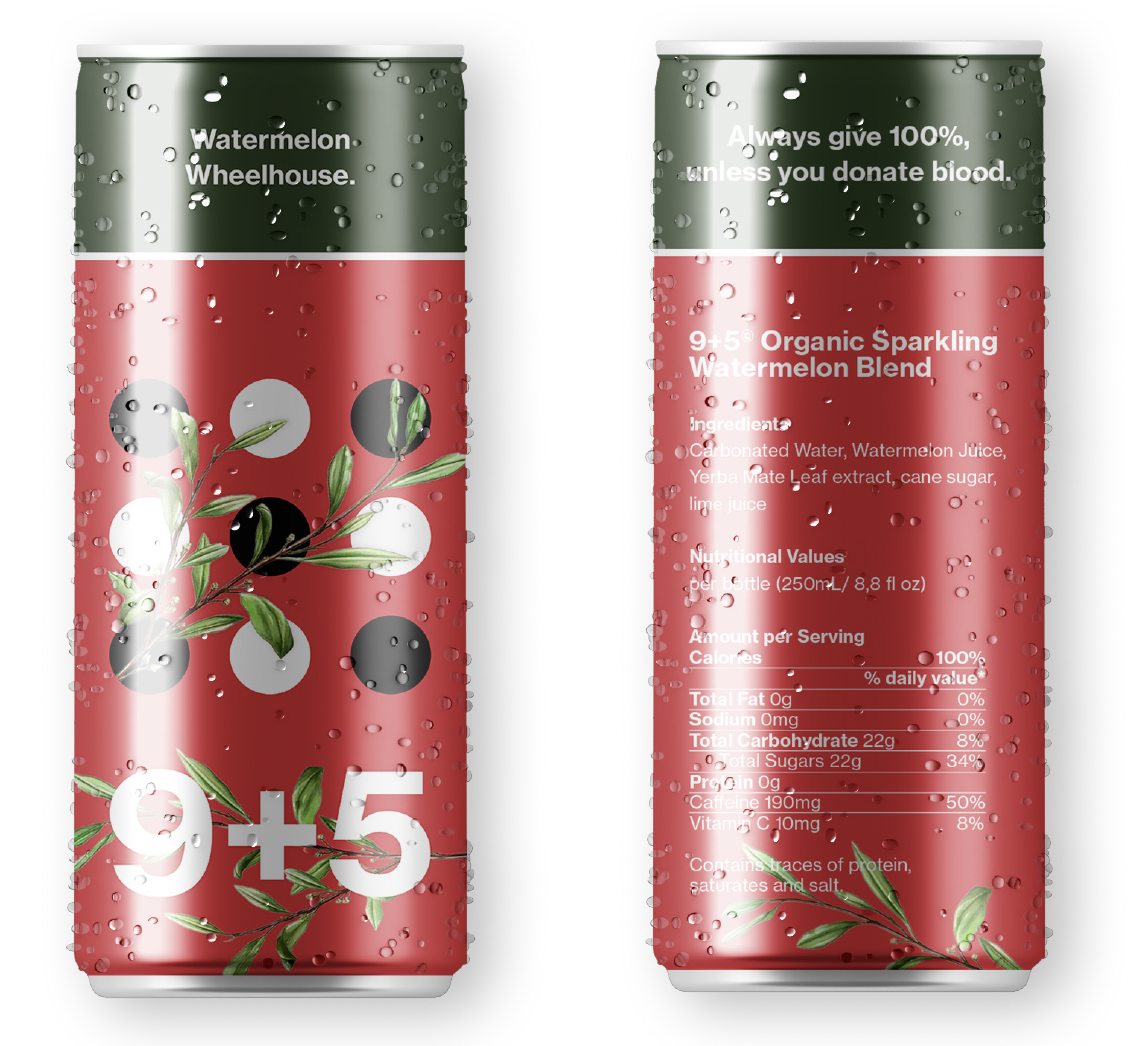 Watermelon
Wheelhouse.
9+5
Always give 100%,
unless you donate blood.
9+5© Organic Sparkling
Watermelon Blend
Ingredients
Carbonated Water, Watermelon Juice,
Yerba Mate Leaf extract, cane sugar,
lime juice
Nutritional Values
per bottle (250mL/ 8,8 fl oz)
Amount per Serving
Calories 100%
% daily value*
Total Fat 0g 0%
Sodium 0mg 0%
Total Carbohydrate 22g 8%
Total Sugars 22g 34%
Protein 0g
Caffeine 190mg 50%
Vitamin C 10mg 8%
Contains traces of protein,
saturates and salt.